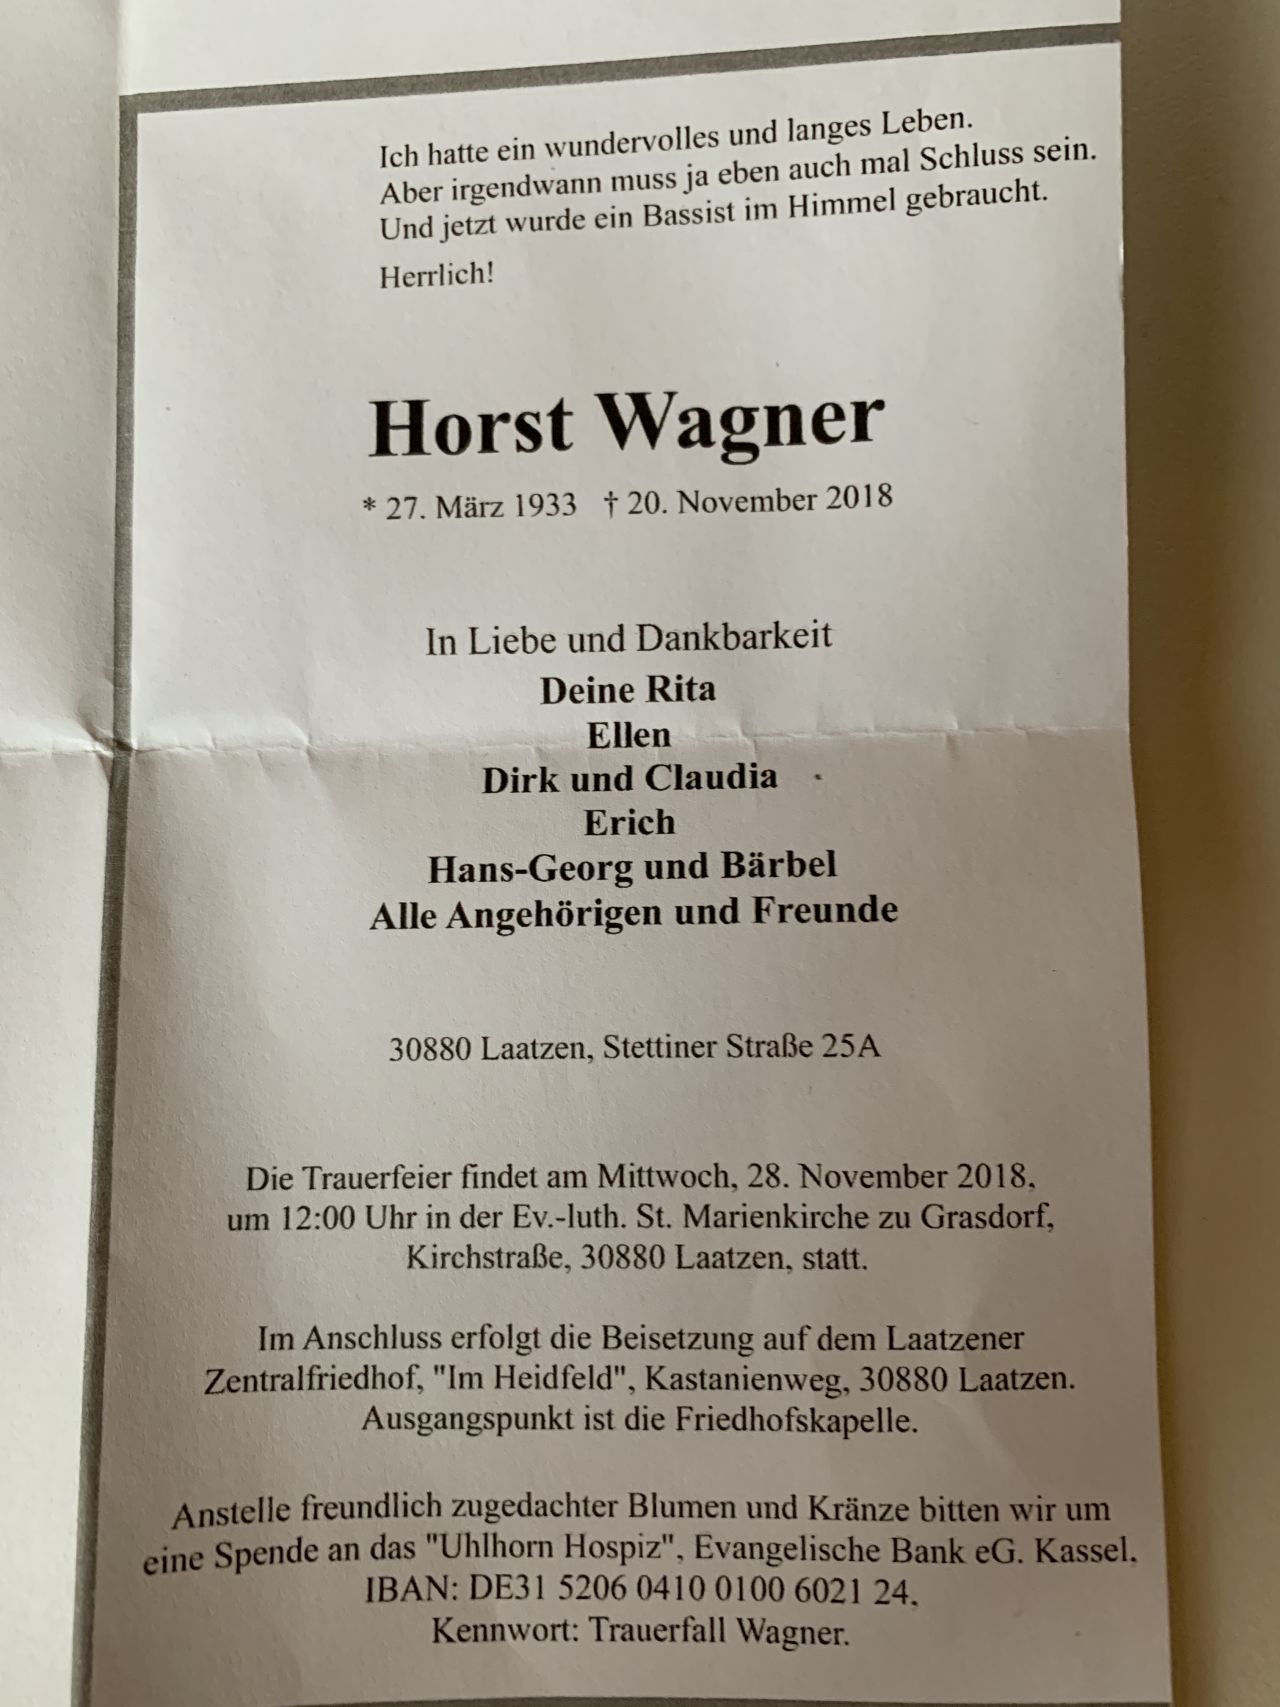 Ich hatte ein wundervolles und langes Leben.
Aber irgendwann muss ja eben auch mal Schluss sein.
Und jetzt wurde ein Bassist im Himmel gebraucht.
Herrlich!
Horst Wagner
* 27. März 1933 † 20. November 2018
In Liebe und Dankbarkeit
Deine Rita
Ellen
Dirk und Claudia
Erich
Hans-Georg und Bärbel
Alle Angehörigen und Freunde
30880 Laatzen, Stettiner Straße 25A
Die Trauerfeier findet am Mittwoch, 28. November 2018,
um 12:00 Uhr in der Ev.-luth. St. Marienkirche zu Grasdorf,
Kirchstraße, 30880 Laatzen, statt.
Im Anschluss erfolgt die Beisetzung auf dem Laatzener
Zentralfriedhof, "Im Heidfeld", Kastanienweg, 30880 Laatzen.
Ausgangspunkt ist die Friedhofskapelle.
Anstelle freundlich zugedachter Blumen und Kränze bitten wir um
eine Spende an das "Uhlhorn Hospiz", Evangelische Bank eG. Kassel,
IBAN: DE31 5206 0410 0100 6021 24,
Kennwort: Trauerfall Wagner.